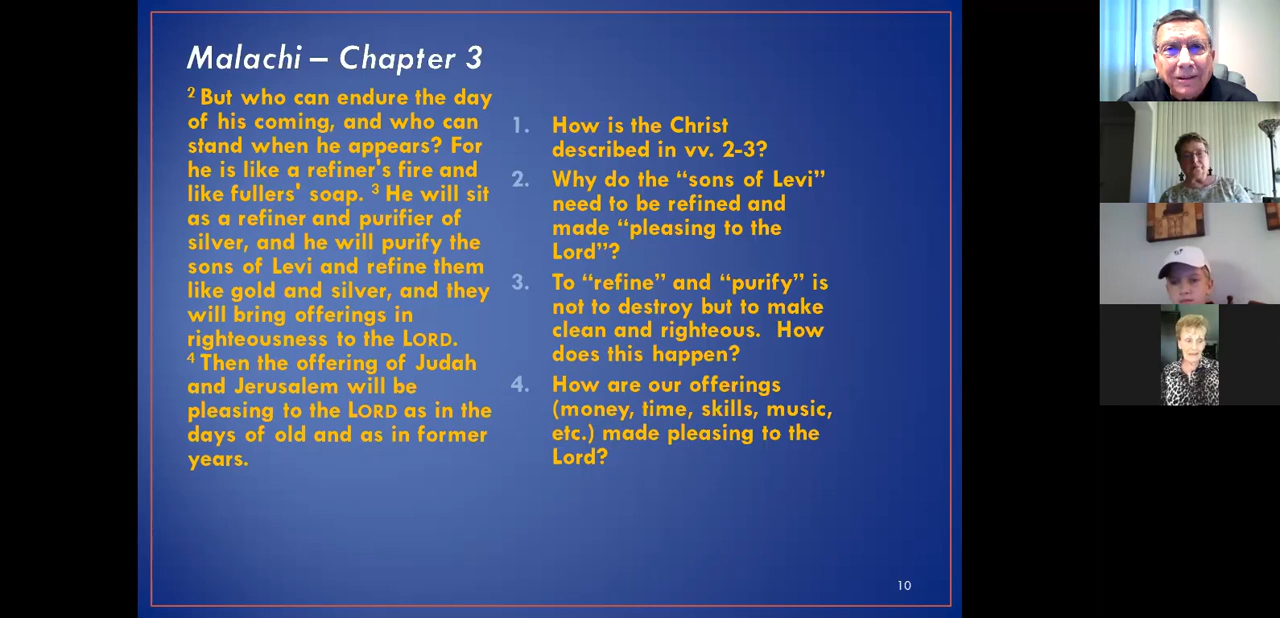 Malachi – Chapter 3
² But who can endure the day
of his coming, and who can
stand when he appears? For
he is like a refiner's fire and
like fullers' soap. ³ He will sit
as a refiner and purifier of
silver, and he will purify the
sons of Levi and refine them
like gold and silver, and they
will bring offerings in
righteousness to the LORD.
⁴ Then the offering of Judah
and Jerusalem will be
pleasing to the LORD as in the
days of old and as in former
years.
1. How is the Christ
described in vv. 2-3?
2. Why do the “sons of Levi”
need to be refined and
made “pleasing to the
Lord”?
3. To “refine” and “purify” is
not to destroy but to make
clean and righteous.  How
does this happen?
4. How are our offerings
(money, time, skills, music,
etc.) made pleasing to the
Lord?
10